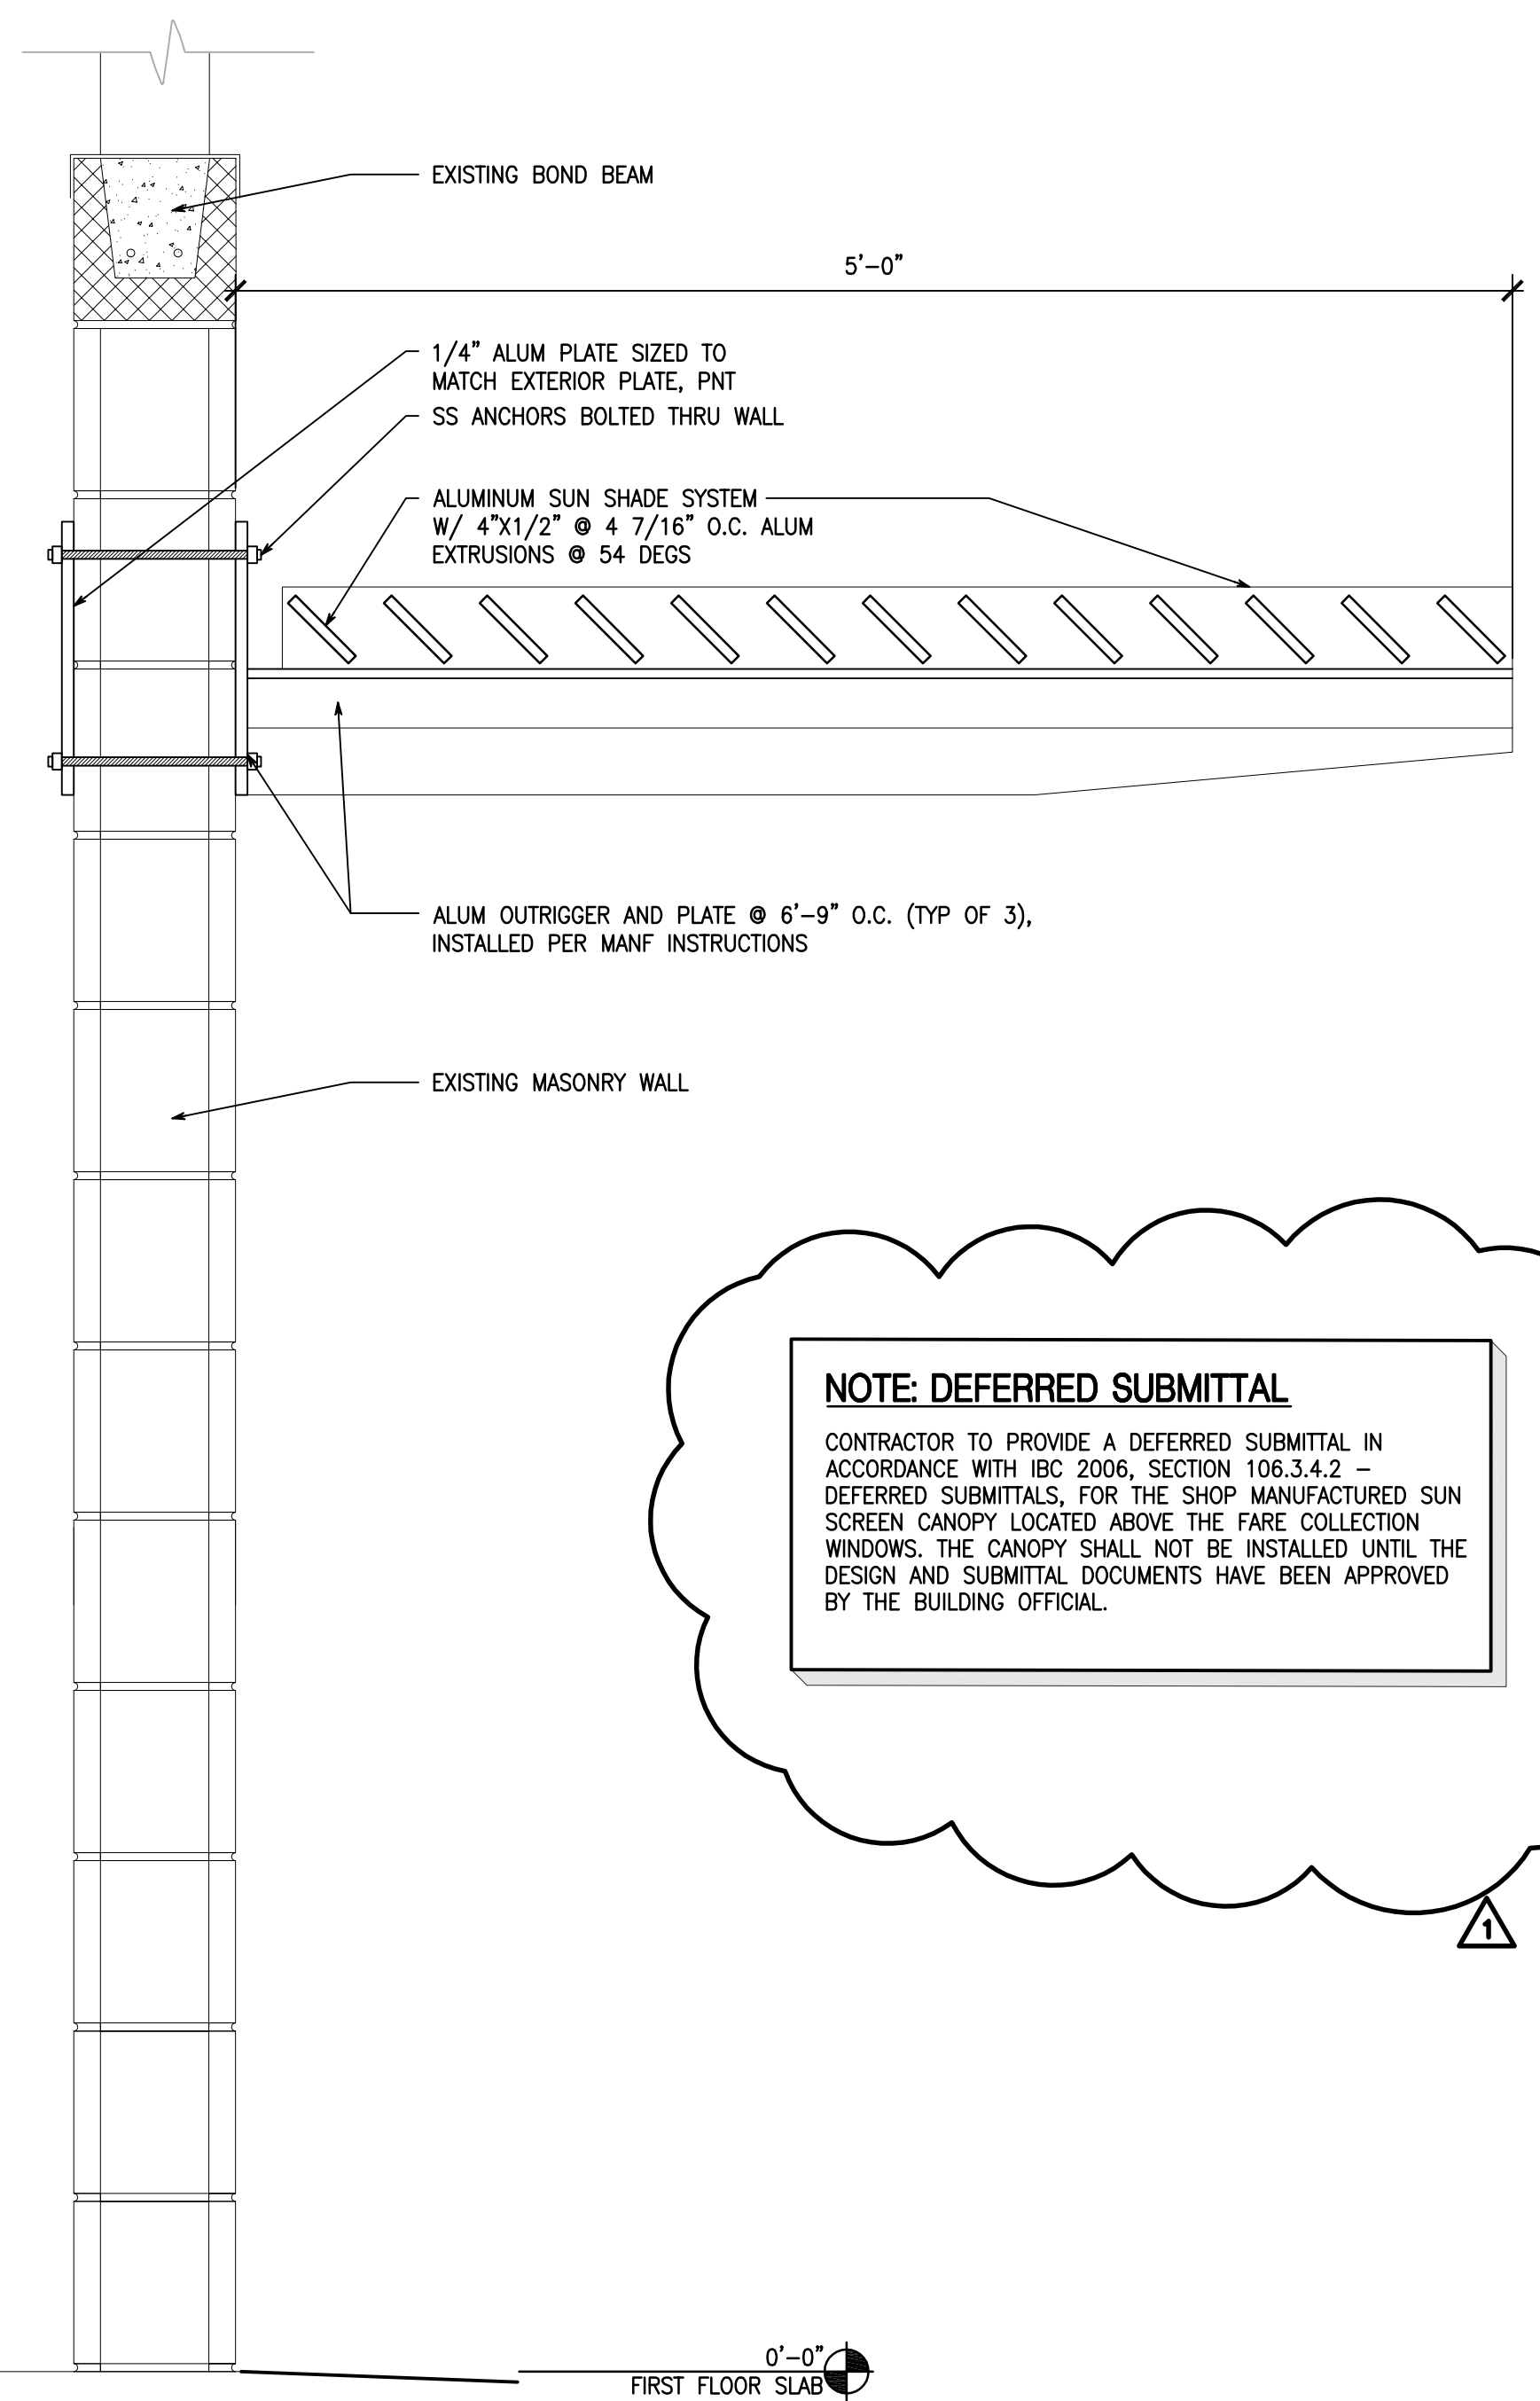 EXISTING BOND BEAM
5'-0"
1/4" ALUM PLATE SIZED TO
MATCH EXTERIOR PLATE, PNT
SS ANCHORS BOLTED THRU WALL
ALUMINUM SUN SHADE SYSTEM
W/ 4"X1/2" @ 4 7/16" O.C. ALUM
EXTRUSIONS @ 54 DEGS
ALUM OUTRIGGER AND PLATE @ 6'-9" O.C. (TYP OF 3),
INSTALLED PER MANF INSTRUCTIONS
EXISTING MASONRY WALL
NOTE: DEFERRED SUBMITTAL
CONTRACTOR TO PROVIDE A DEFERRED SUBMITTAL IN
ACCORDANCE WITH IBC 2006, SECTION 106.3.4.2 -
DEFERRED SUBMITTALS, FOR THE SHOP MANUFACTURED SUN
SCREEN CANOPY LOCATED ABOVE THE FARE COLLECTION
WINDOWS. THE CANOPY SHALL NOT BE INSTALLED UNTIL THE
DESIGN AND SUBMITTAL DOCUMENTS HAVE BEEN APPROVED
BY THE BUILDING OFFICIAL.
1
0'-0"
FIRST FLOOR SLAB